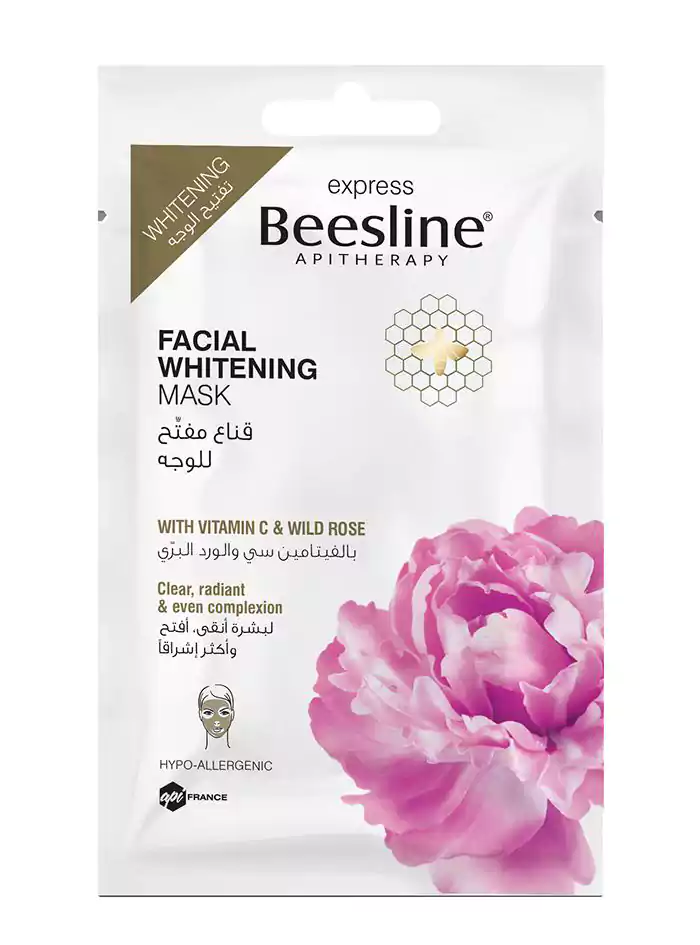 WHITENING
تفتيح الوجه
express
Beesline®
APITHERAPY
FACIAL
WHITENING
MASK
قناع مفتّح
للوجه
WITH VITAMIN C & WILD ROSE
بالفيتامين سي والورد البرّي
Clear, radiant
& even complexion
لبشرة أنقى، أفتح
وأكثر إشراقاً
HYPO-ALLERGENIC
api FRANCE